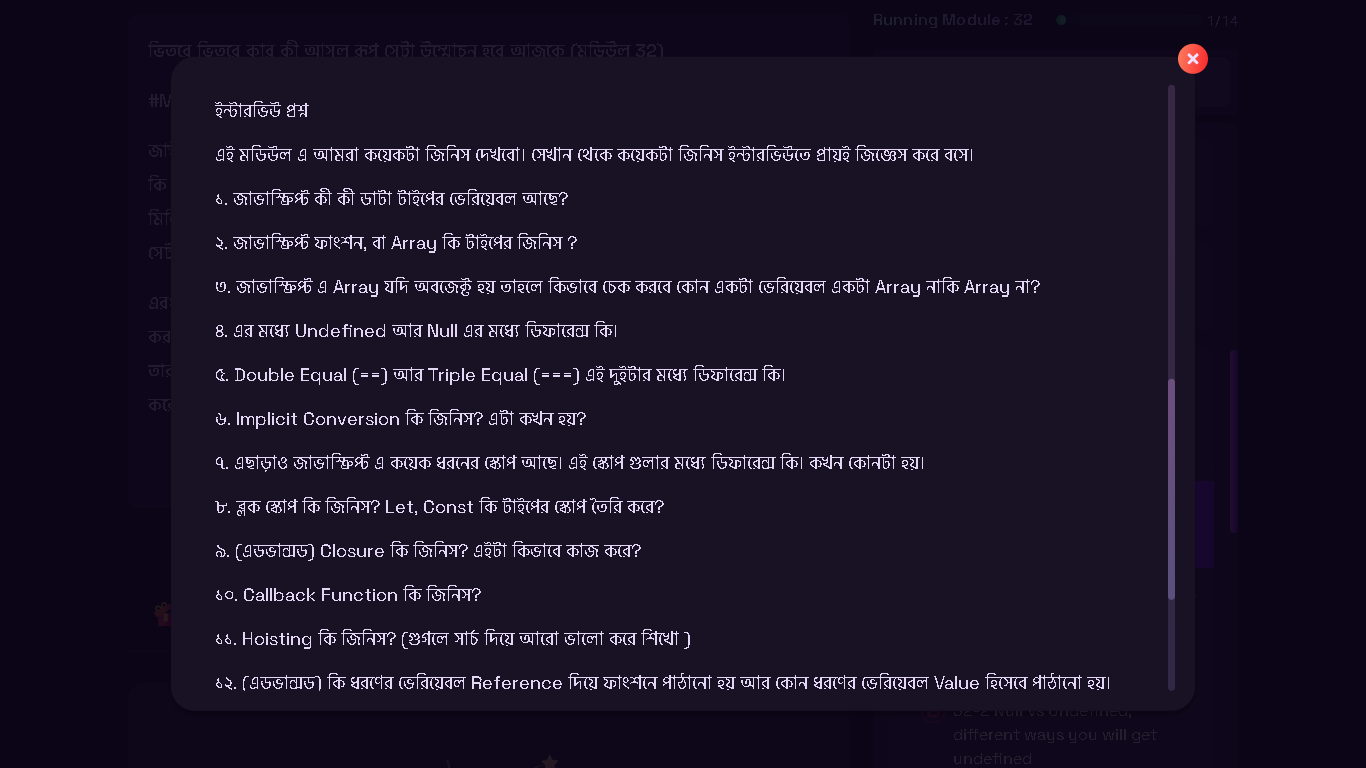 Running Module : 32
1/14
ভিতরে ভিতরে কার কী আসল রূপ সেটা উম্মোচন হবে আজকে (মডিউল 32)
#M
জা
কি
মি
সেট
এর
কর
তার
করে
ইন্টারভিউ প্রশ্ন
এই মডিউল এ আমরা কয়েকটা জিনিস দেখবো। সেখান থেকে কয়েকটা জিনিস ইন্টারভিউতে প্রায়ই জিজ্ঞেস করে বসে।
১. জাভাস্ক্রিপ্ট কী কী ডাটা টাইপের ভেরিয়েবল আছে?
২. জাভাস্ক্রিপ্ট ফাংশন, বা Array কি টাইপের জিনিস ?
৩. জাভাস্ক্রিপ্ট এ Array যদি অবজেক্ট হয় তাহলে কিভাবে চেক করবে কোন একটা ভেরিয়েবল একটা Array নাকি Array না?
৪. এর মধ্যে Undefined আর Null এর মধ্যে ডিফারেন্স কি।
৫. Double Equal (==) আর Triple Equal (===) এই দুইটার মধ্যে ডিফারেন্স কি।
৬. Implicit Conversion কি জিনিস? এটা কখন হয়?
৭. এছাড়াও জাভাস্ক্রিপ্ট এ কয়েক ধরনের স্কোপ আছে। এই স্কোপ গুলার মধ্যে ডিফারেন্স কি। কখন কোনটা হয়।
৮. ব্লক স্কোপ কি জিনিস? Let, Const কি টাইপের স্কোপ তৈরি করে?
৯. (এডভান্সড) Closure কি জিনিস? এইটা কিভাবে কাজ করে?
১০. Callback Function কি জিনিস?
১১. Hoisting কি জিনিস? (গুগলে সার্চ দিয়ে আরো ভালো করে শিখো )
১২. (এডভান্সড) কি ধরণের ভেরিয়েবল Reference দিয়ে ফাংশনে পাঠানো হয় আর কোন ধরণের ভেরিয়েবল Value হিসেবে পাঠানো হয়।
32-2 Null vs Undefined,
different ways you will get
undefined